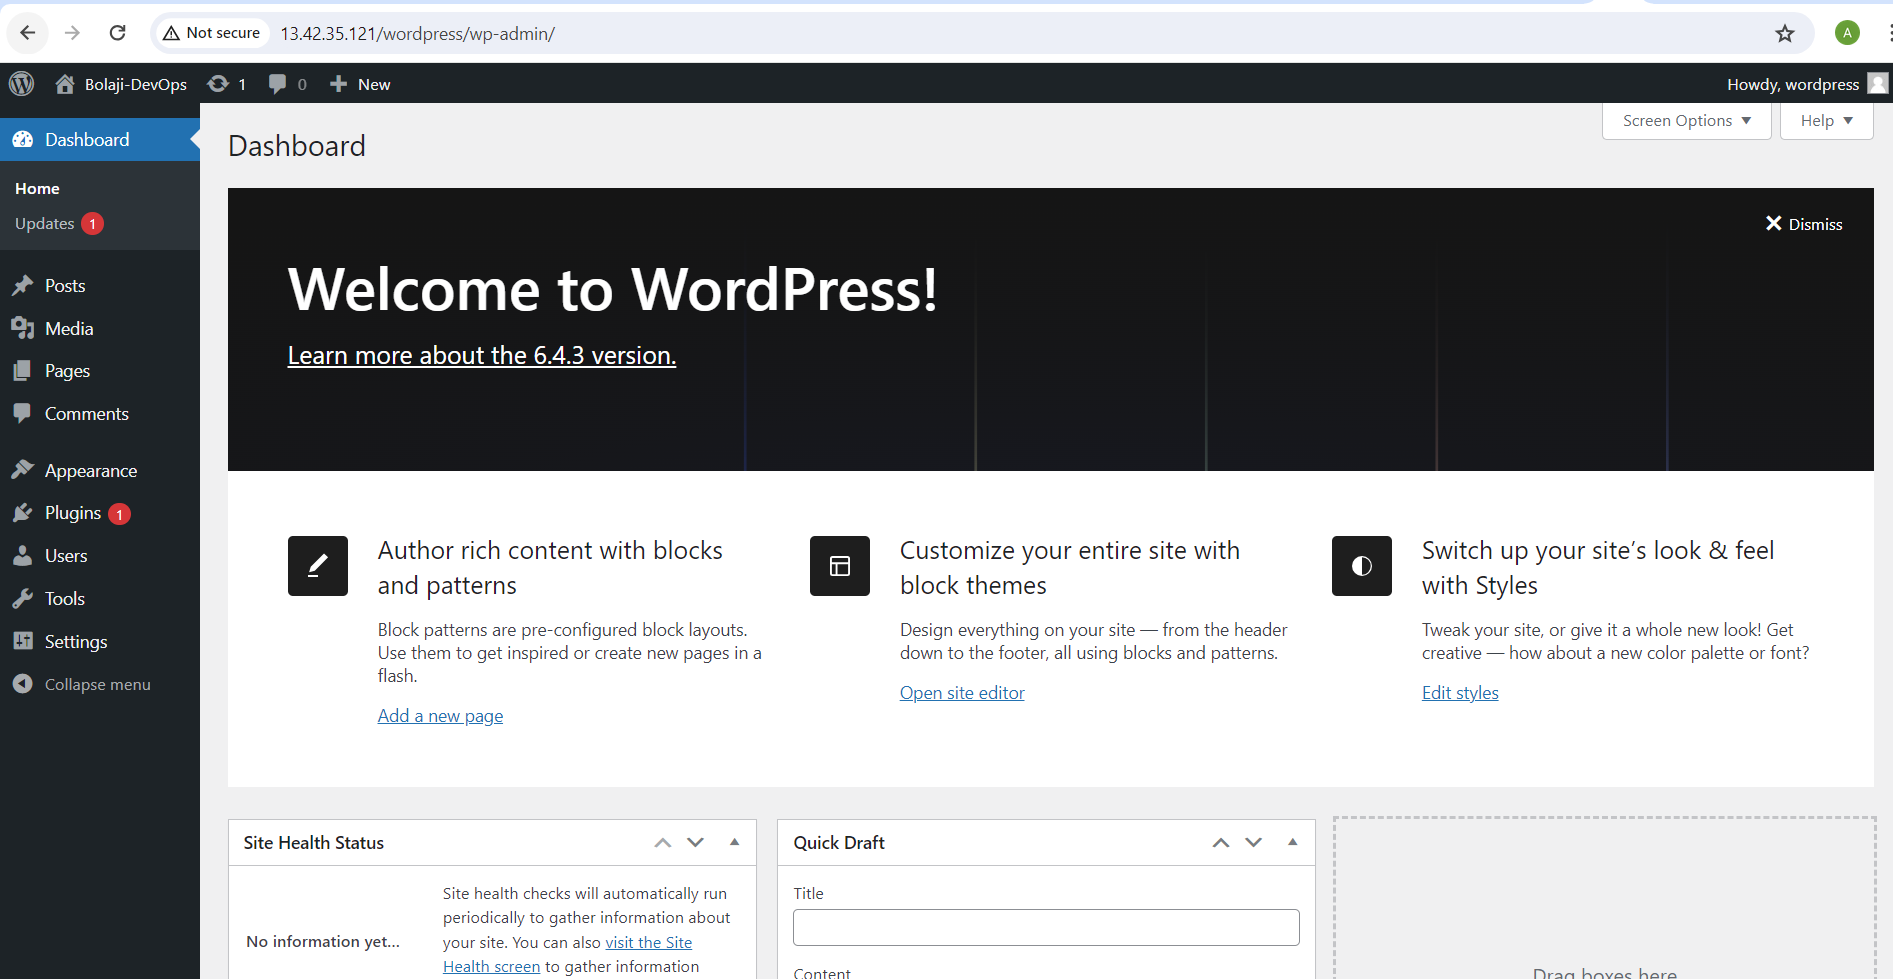 Not secure 13.42.35.121/wordpress/wp-admin/ A
Bolaji-DevOps 1 0 New Howdy, wordpress
Dashboard
Home
Updates 1
Posts
Media
Pages
Comments
Appearance
Plugins 1
Users
Tools
Settings
Collapse menu
Screen Options Help
Dashboard
Dismiss
Welcome to WordPress!
Learn more about the 6.4.3 version.
Author rich content with blocks
and patterns
Block patterns are pre-configured block layouts.
Use them to get inspired or create new pages in a
flash.
Add a new page
Customize your entire site with
block themes
Design everything on your site — from the header
down to the footer, all using blocks and patterns.
Open site editor
Switch up your site’s look & feel
with Styles
Tweak your site, or give it a whole new look! Get
creative — how about a new color palette or font?
Edit styles
Site Health Status
No information yet...
Site health checks will automatically run
periodically to gather information about
your site. You can also visit the Site
Health screen to gather information
Quick Draft
Title
Content
Drag boxes here